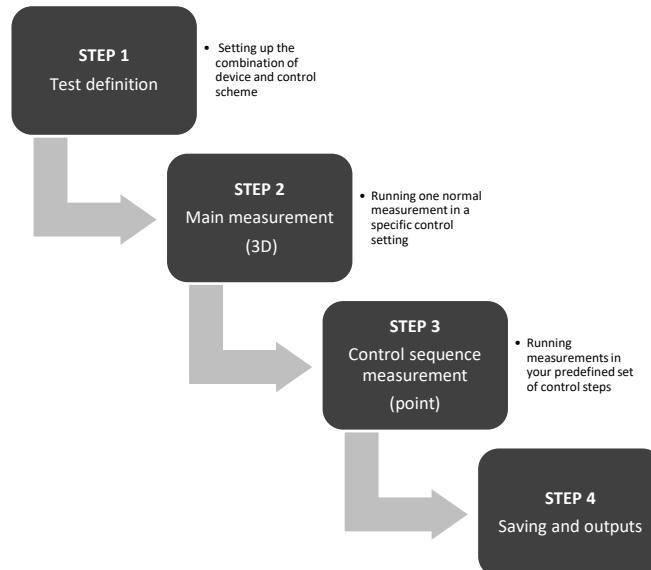 STEP 1
Test definition
• Setting up the
combination of
device and control
scheme
STEP 2
Main measurement
(3D)
• Running one normal
measurement in a
specific control
setting
STEP 3
Control sequence
measurement
(point)
• Running
measurements in
your predefined set
of control steps
STEP 4
Saving and outputs